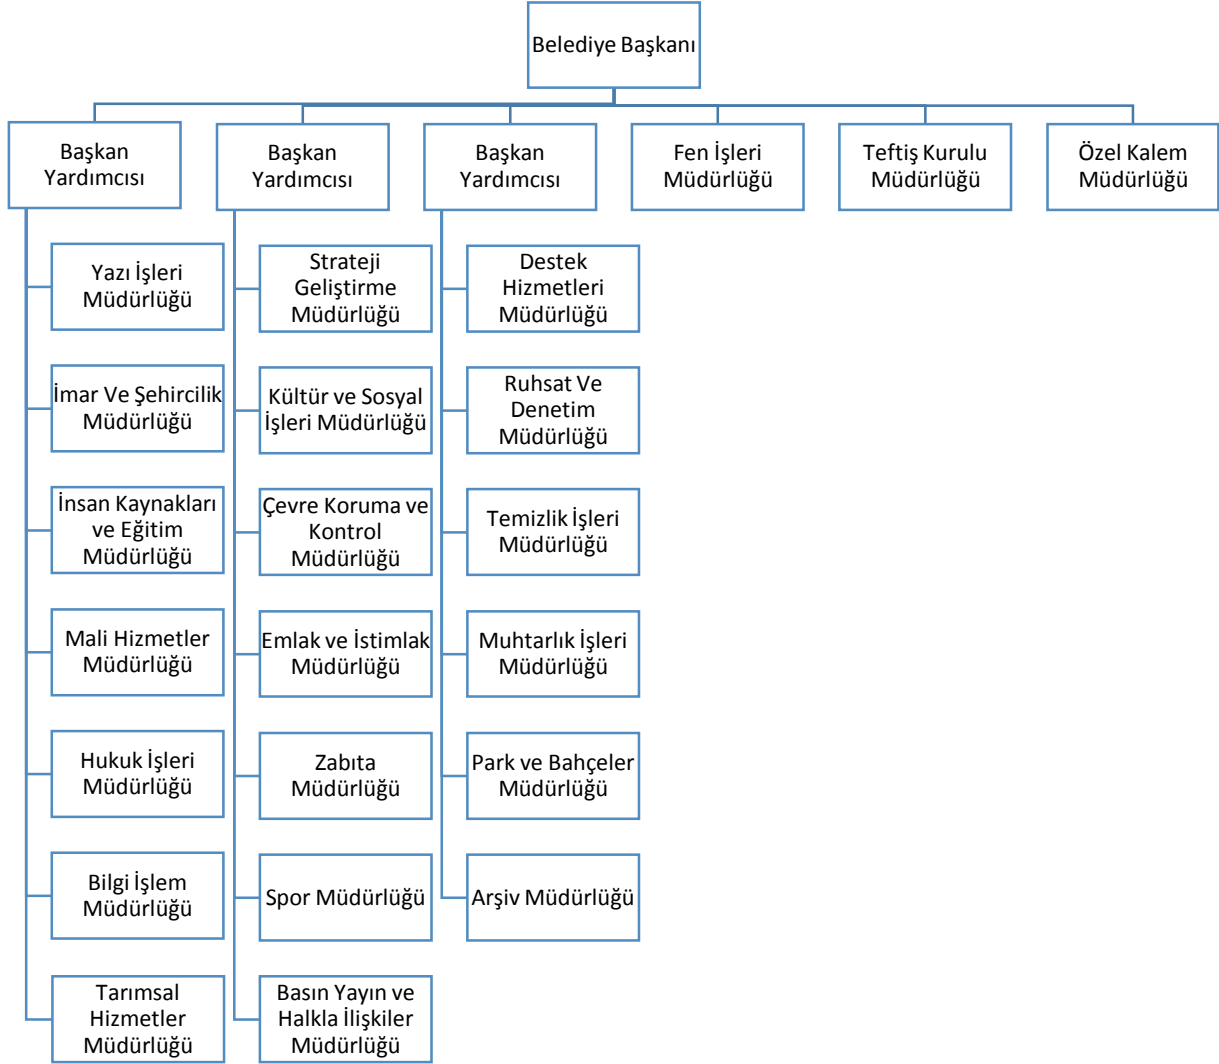 Belediye Başkanı
Başkan
Yardımcısı
Başkan
Yardımcısı
Başkan
Yardımcısı
Fen İşleri
Müdürlüğü
Teftiş Kurulu
Müdürlüğü
Özel Kalem
Müdürlüğü
Yazı İşleri
Müdürlüğü
İmar Ve Şehircilik
Müdürlüğü
İnsan Kaynakları
ve Eğitim
Müdürlüğü
Mali Hizmetler
Müdürlüğü
Hukuk İşleri
Müdürlüğü
Bilgi İşlem
Müdürlüğü
Tarımsal
Hizmetler
Müdürlüğü
Strateji
Geliştirme
Müdürlüğü
Kültür ve Sosyal
İşleri Müdürlüğü
Çevre Koruma ve
Kontrol
Müdürlüğü
Emlak ve İstimlak
Müdürlüğü
Zabıta
Müdürlüğü
Spor Müdürlüğü
Basın Yayın ve
Halkla İlişkiler
Müdürlüğü
Destek
Hizmetleri
Müdürlüğü
Ruhsat Ve
Denetim
Müdürlüğü
Temizlik İşleri
Müdürlüğü
Muhtarlık İşleri
Müdürlüğü
Park ve Bahçeler
Müdürlüğü
Arşiv Müdürlüğü